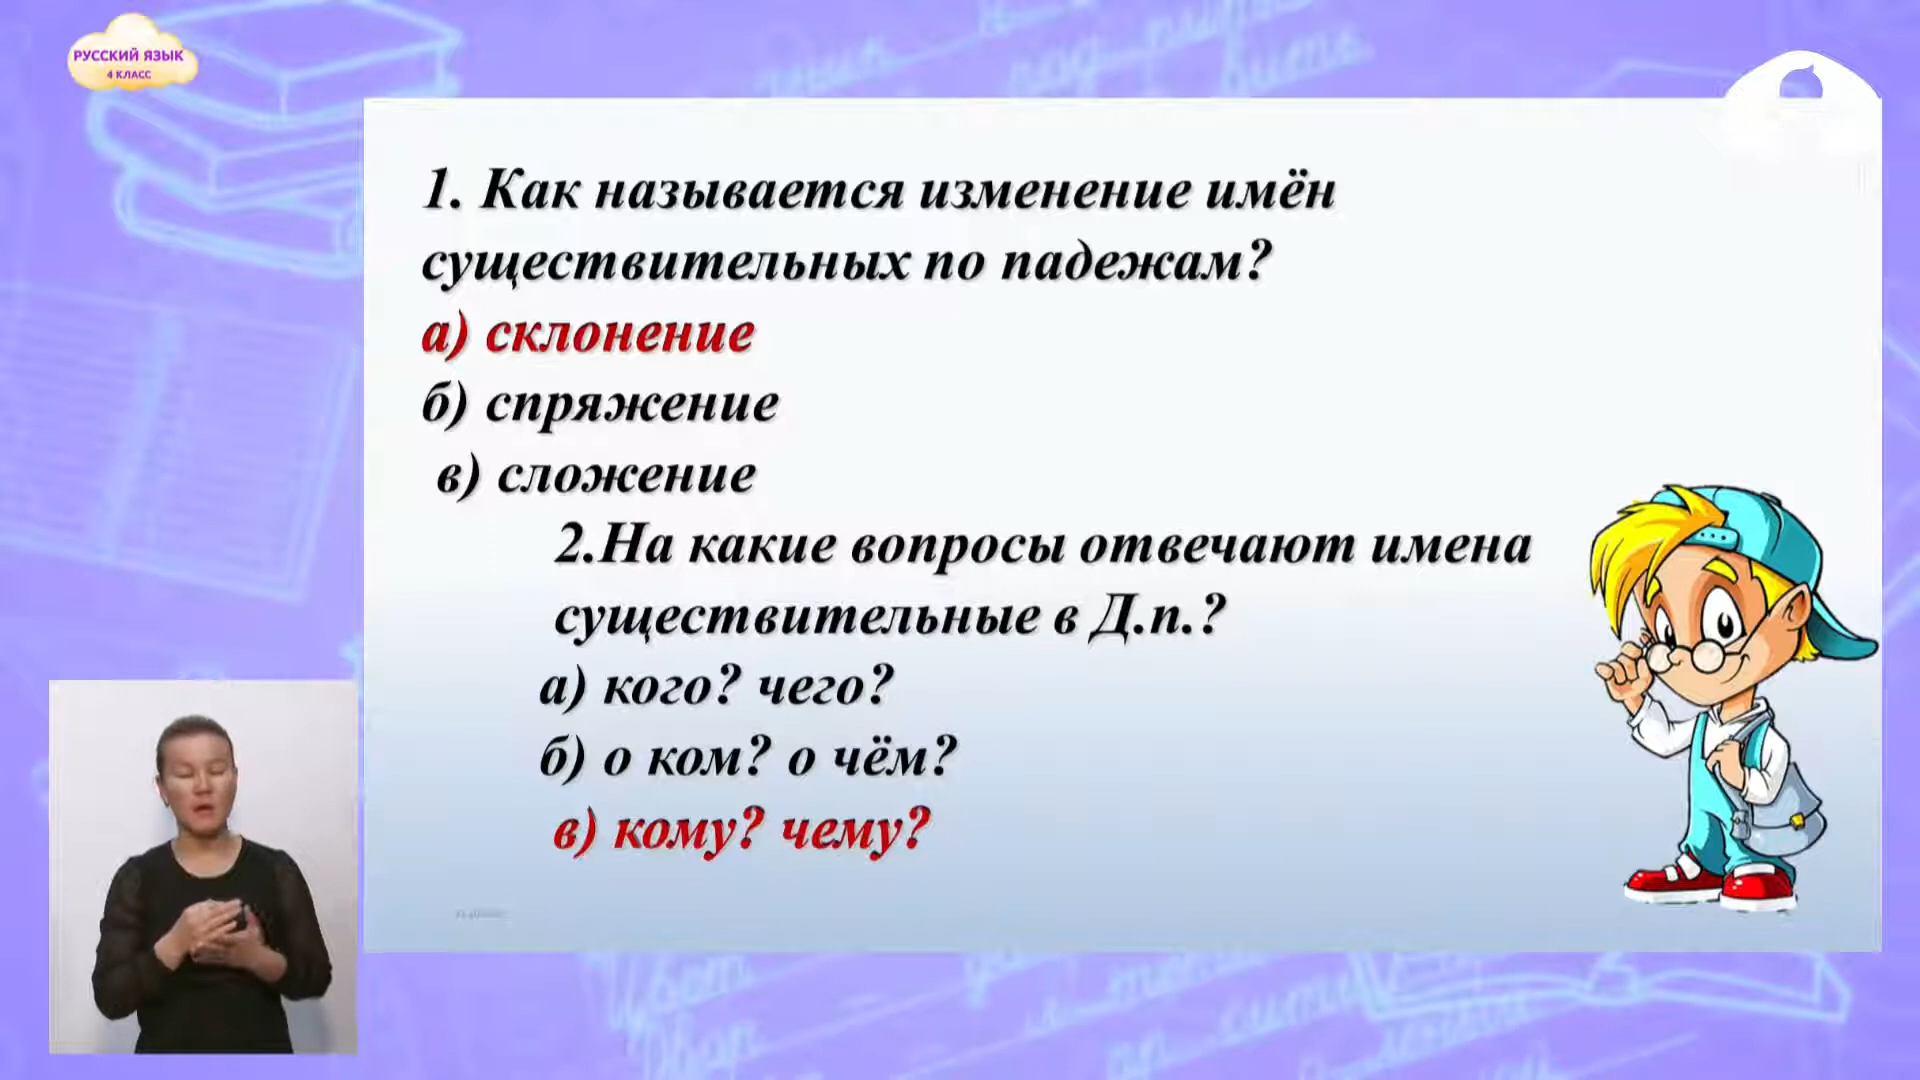 РУССКИЙ ЯЗЫК
4 КЛАСС
1. Как называется изменение имён
существительных по падежам?
а) склонение
б) спряжение
в) сложение
2.На какие вопросы отвечают имена
существительные в Д.п.?
а) кого? чего?
б) о ком? о чём?
в) кому? чему?